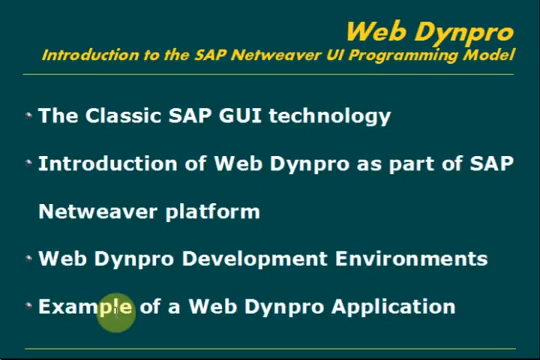 Web Dynpro
Introduction to the SAP Netweaver UI Programming Model
The Classic SAP GUI technology
Introduction of Web Dynpro as part of SAP
Netweaver platform
Web Dynpro Development Environments
Example of a Web Dynpro Application